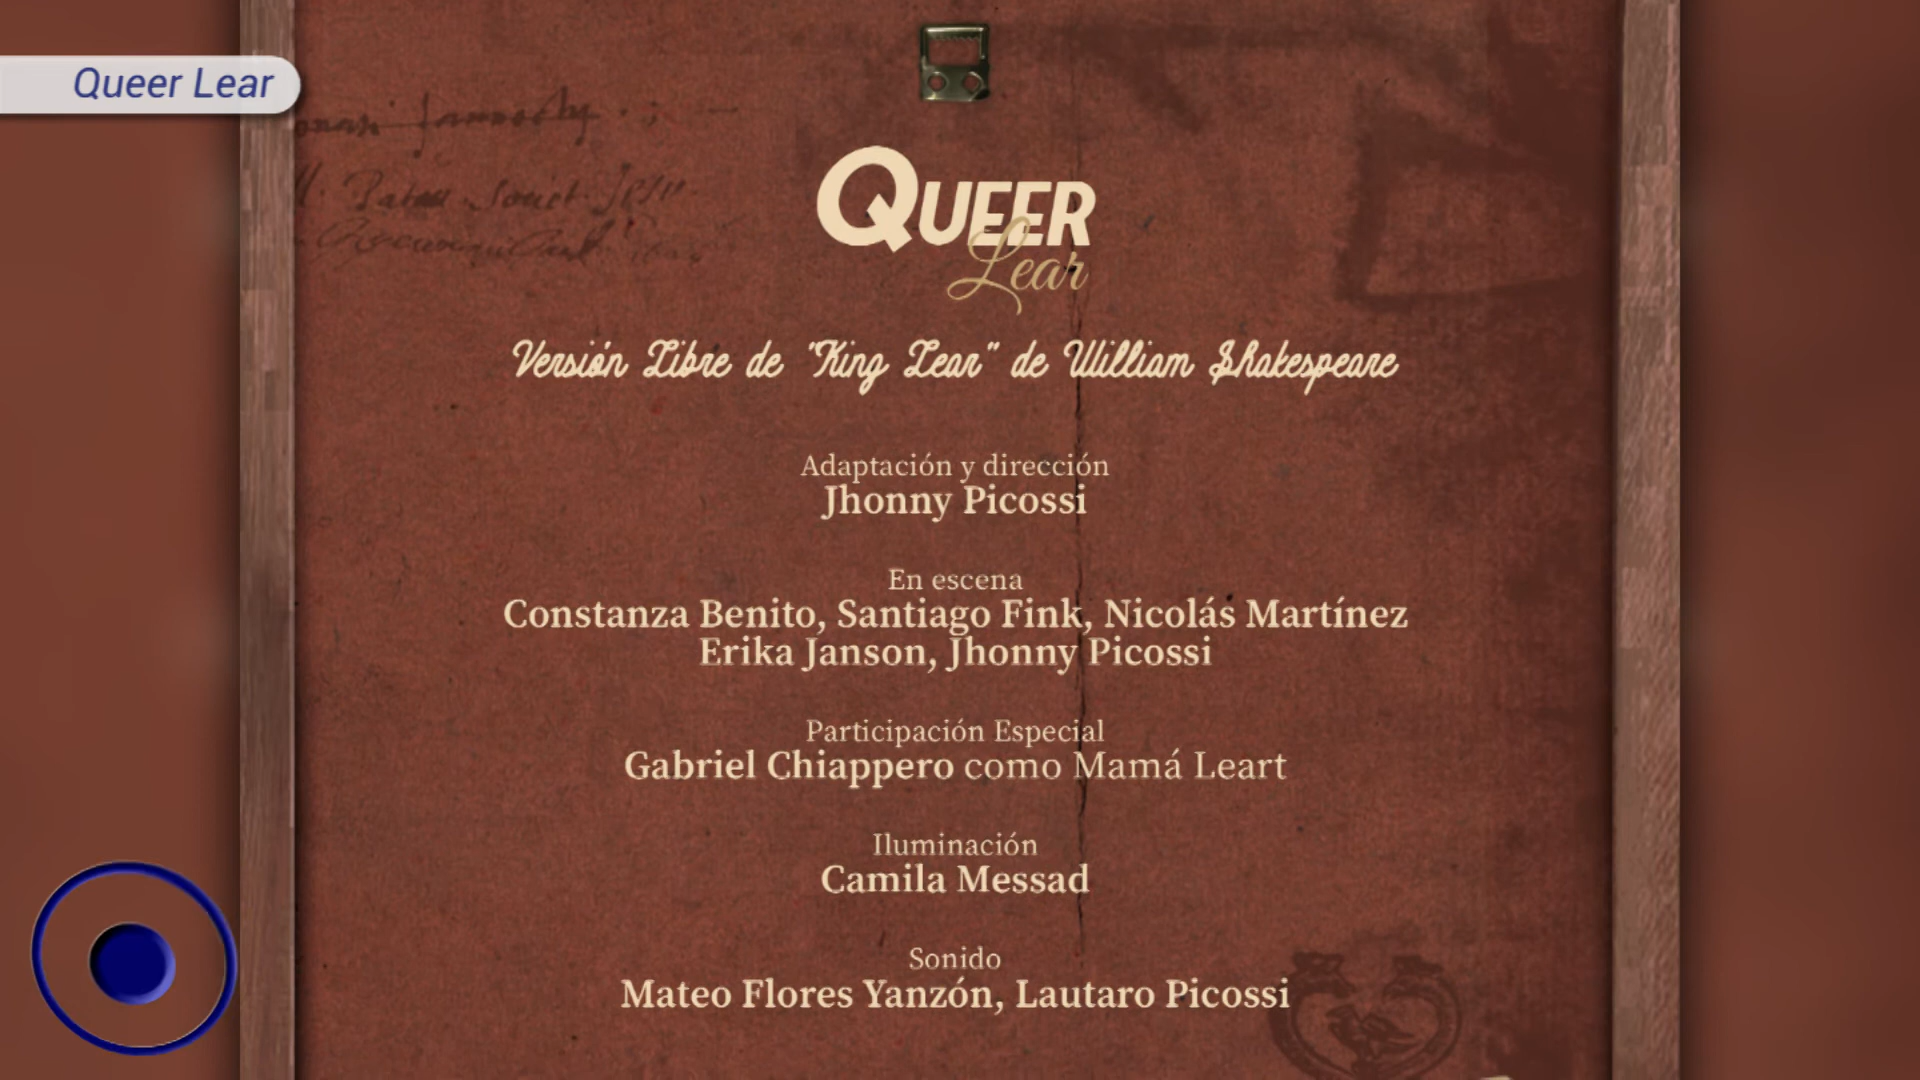 Queer Lear
QUEER
Lear
Versión Libre de "King Lear" de William Shakespeare
Adaptación y dirección
Jhonny Picossi
En escena
Constanza Benito, Santiago Fink, Nicolás Martínez
Erika Janson, Jhonny Picossi
Participación Especial
Gabriel Chiappero como Mamá Leart
Iluminación
Camila Messad
Sonido
Mateo Flores Yanzón, Lautaro Picossi